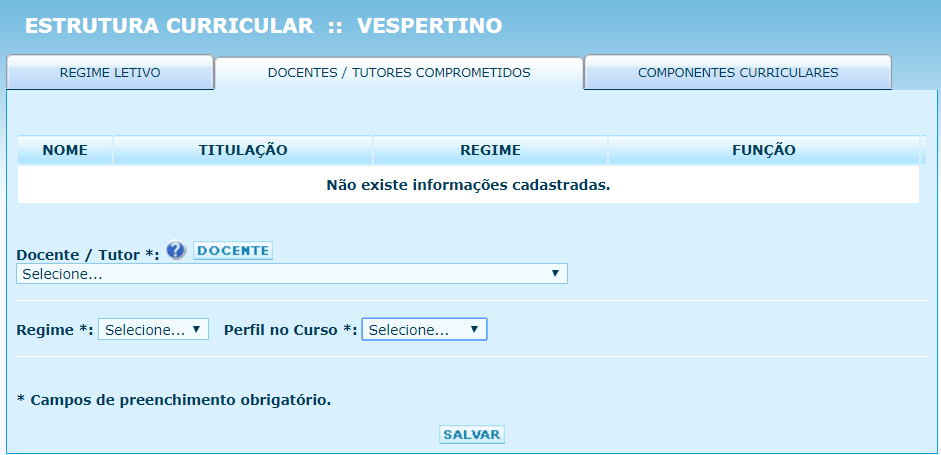 ESTRUTURA CURRICULAR :: VESPERTINO
REGIME LETIVO DOCENTES / TUTORES COMPROMETIDOS COMPONENTES CURRICULARES
NOME TITULAÇÃO REGIME FUNÇÃO
Não existe informações cadastradas.
Docente / Tutor *: ? DOCENTE
Selecione...
Regime *: Selecione... Perfil no Curso *: Selecione...
* Campos de preenchimento obrigatório.
SALVAR